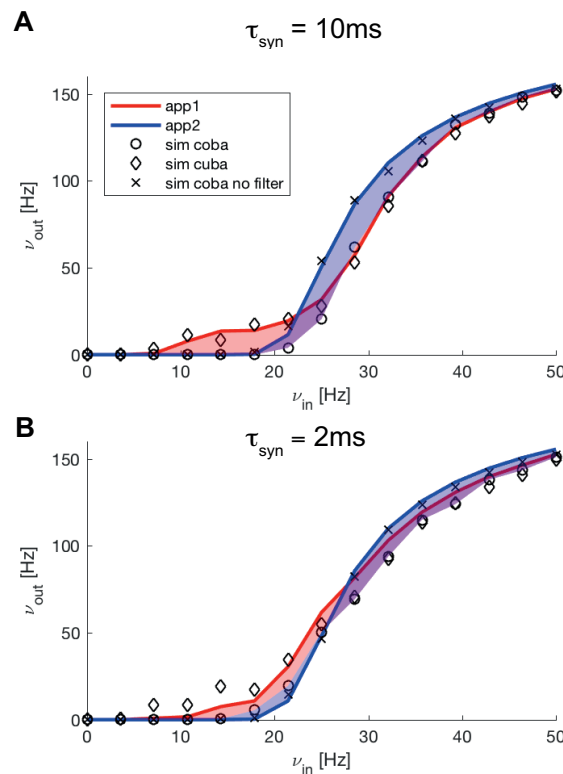 A
τsyn = 10ms
150
100
50
0
νout [Hz]
app1
app2
sim coba
sim cuba
sim coba no filter
0 10 20 30 40 50
νin [Hz]
B
τsyn = 2ms
150
100
50
0
νout [Hz]
0 10 20 30 40 50
νin [Hz]